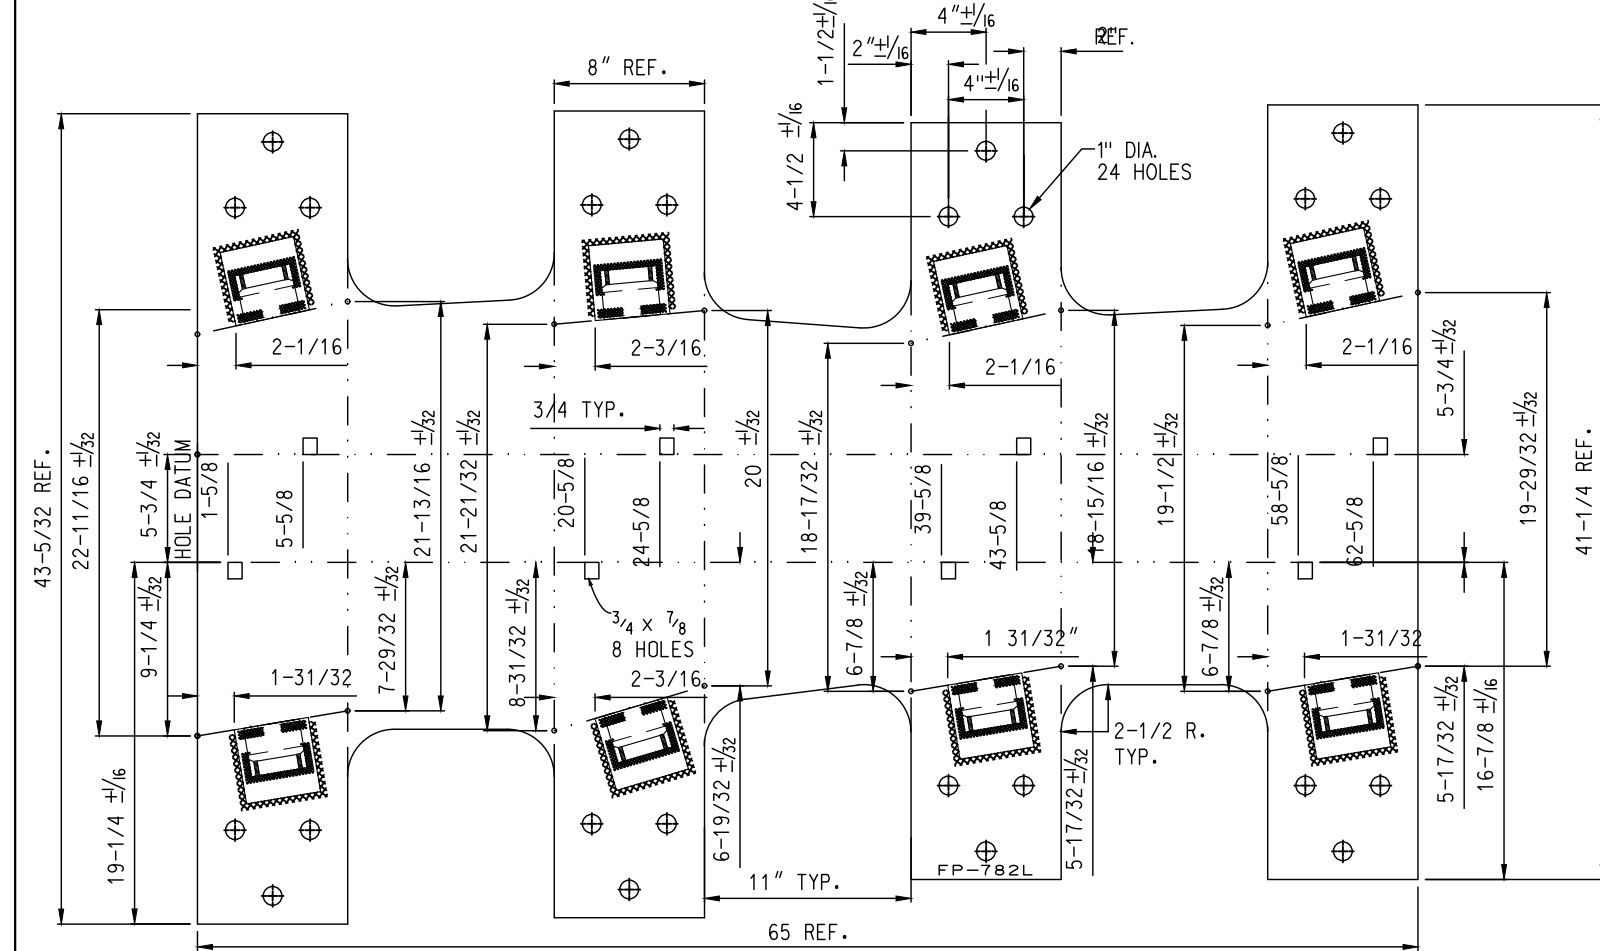 4"±1/16
2" REF.
2"±1/16
1-1/2±1/16
8" REF.
4"±1/16
4-1/2 ±1/16
1" DIA.
24 HOLES
2-1/16
2-3/16
2-1/16
2-1/16
3/4 TYP.
43-5/32 REF.
22-11/16 ±1/32
5-3/4 ±1/32
HOLE DATUM
1-5/8
5-5/8
21-13/16 ±1/32
21-21/32 ±1/32
20-5/8
24-5/8
20 ±1/32
18-17/32 ±1/32
39-5/8
43-5/8
18-15/16 ±1/32
19-1/2 ±1/32
58-5/8
62-5/8
5-3/4±1/32
19-29/32 ±1/32
41-1/4 REF.
9-1/4 ±1/32
19-1/4 ±1/16
7-29/32 ±1/32
8-31/32 ±1/32
3/4 X 7/8
8 HOLES
6-7/8 ±1/32
6-7/8 ±1/32
1-31/32
2-3/16
1 31/32"
1-31/32
6-19/32 ±1/32
5-17/32 ±1/32
2-1/2 R.
TYP.
5-17/32 ±1/32
16-7/8 ±1/16
FP-782L
11" TYP.
65 REF.